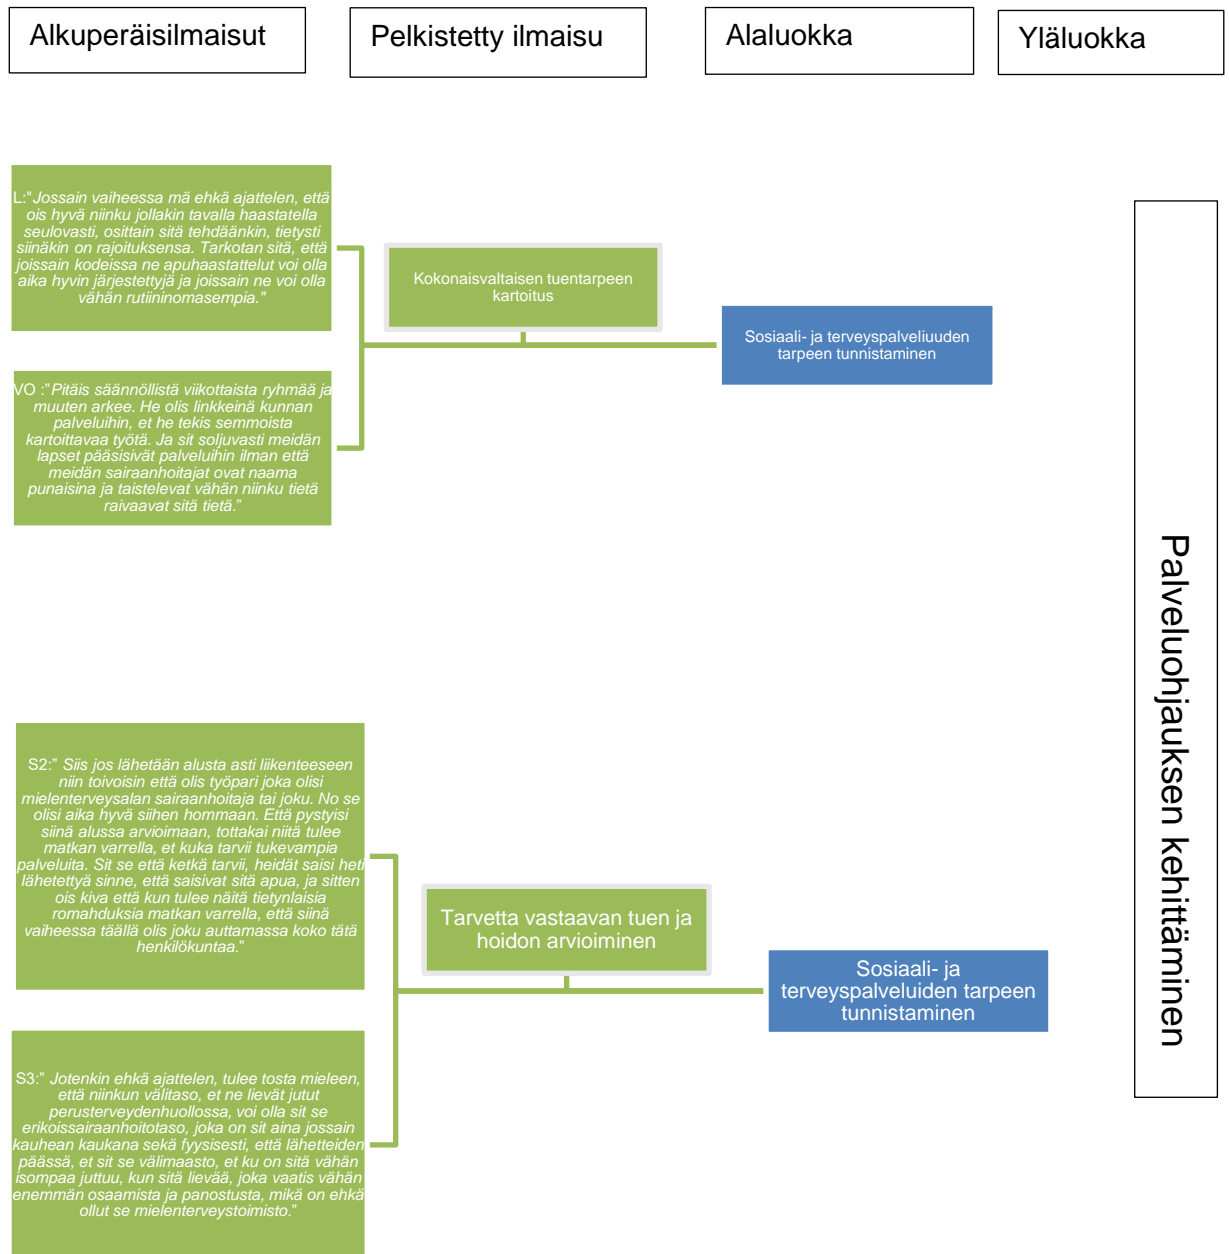 Alkuperäisilmaisut
Pelkistetty ilmaisu
Alaluokka
Yläluokka
L:"Jossain vaiheessa mä ehkä ajattelen, että
ois hyvä niinku jollakin tavalla haastatella
seulovasti, osittain sitä tehdäänkin, tietysti
siinäkin on rajoituksensa. Tarkotan sitä, että
joissain kodeissa ne apuhaastattelut voi olla
aika hyvin järjestettyjä ja joissain ne voi olla
vähän rutiininomasempia."
Kokonaisvaltaisen tuentarpeen
kartoitus
Sosiaali- ja terveyspalveliuuden
tarpeen tunnistaminen
VO :"Pitäis säännöllistä viikottaista ryhmää ja
muuten arkee. He olis linkkeinä kunnan
palveluihin, et he tekis semmoista
kartoittavaa työtä. Ja sit soljuvasti meidän
lapset pääsisivät palveluihin ilman että
meidän sairaanhoitajat ovat naama
punaisina ja taistelevat vähän niinku tietä
raivaavat sitä tietä.”
Palveluohjauksen kehittäminen
S2:” Siis jos lähetään alusta asti liikenteeseen
niin toivoisin että olis työpari joka olisi
mielenterveysalan sairaanhoitaja tai joku. No se
olisi aika hyvä siihen hommaan. Että pystyisi
siinä alussa arvioimaan, tottakai niitä tulee
matkan varrella, et kuka tarvii tukevampia
palveluita. Sit se että ketkä tarvii, heidät saisi heti
lähetettyä sinne, että saisivat sitä apua, ja sitten
ois kiva että kun tulee näitä tietynlaisia
romahduksia matkan varrella, että siinä
vaiheessa täällä olis joku auttamassa koko tätä
henkilökuntaa.”
Tarvetta vastaavan tuen ja
hoidon arvioiminen
Sosiaali- ja
terveyspalveluiden tarpeen
tunnistaminen
S3:” Jotenkin ehkä ajattelen, tulee tosta mieleen,
että niinkun välitaso, et ne lievät jutut
perusterveydenhuollossa, voi olla sit se
erikoissairaanhoitotaso, joka on sit aina jossain
kauhean kaukana sekä fyysisesti, että lähetteiden
päässä, et sit se välimaasto, et ku on sitä vähän
isompaa juttuu, kun sitä lievää, joka vaatis vähän
enemmän osaamista ja panostusta, mikä on ehkä
ollut se mielenterveystoimisto.”